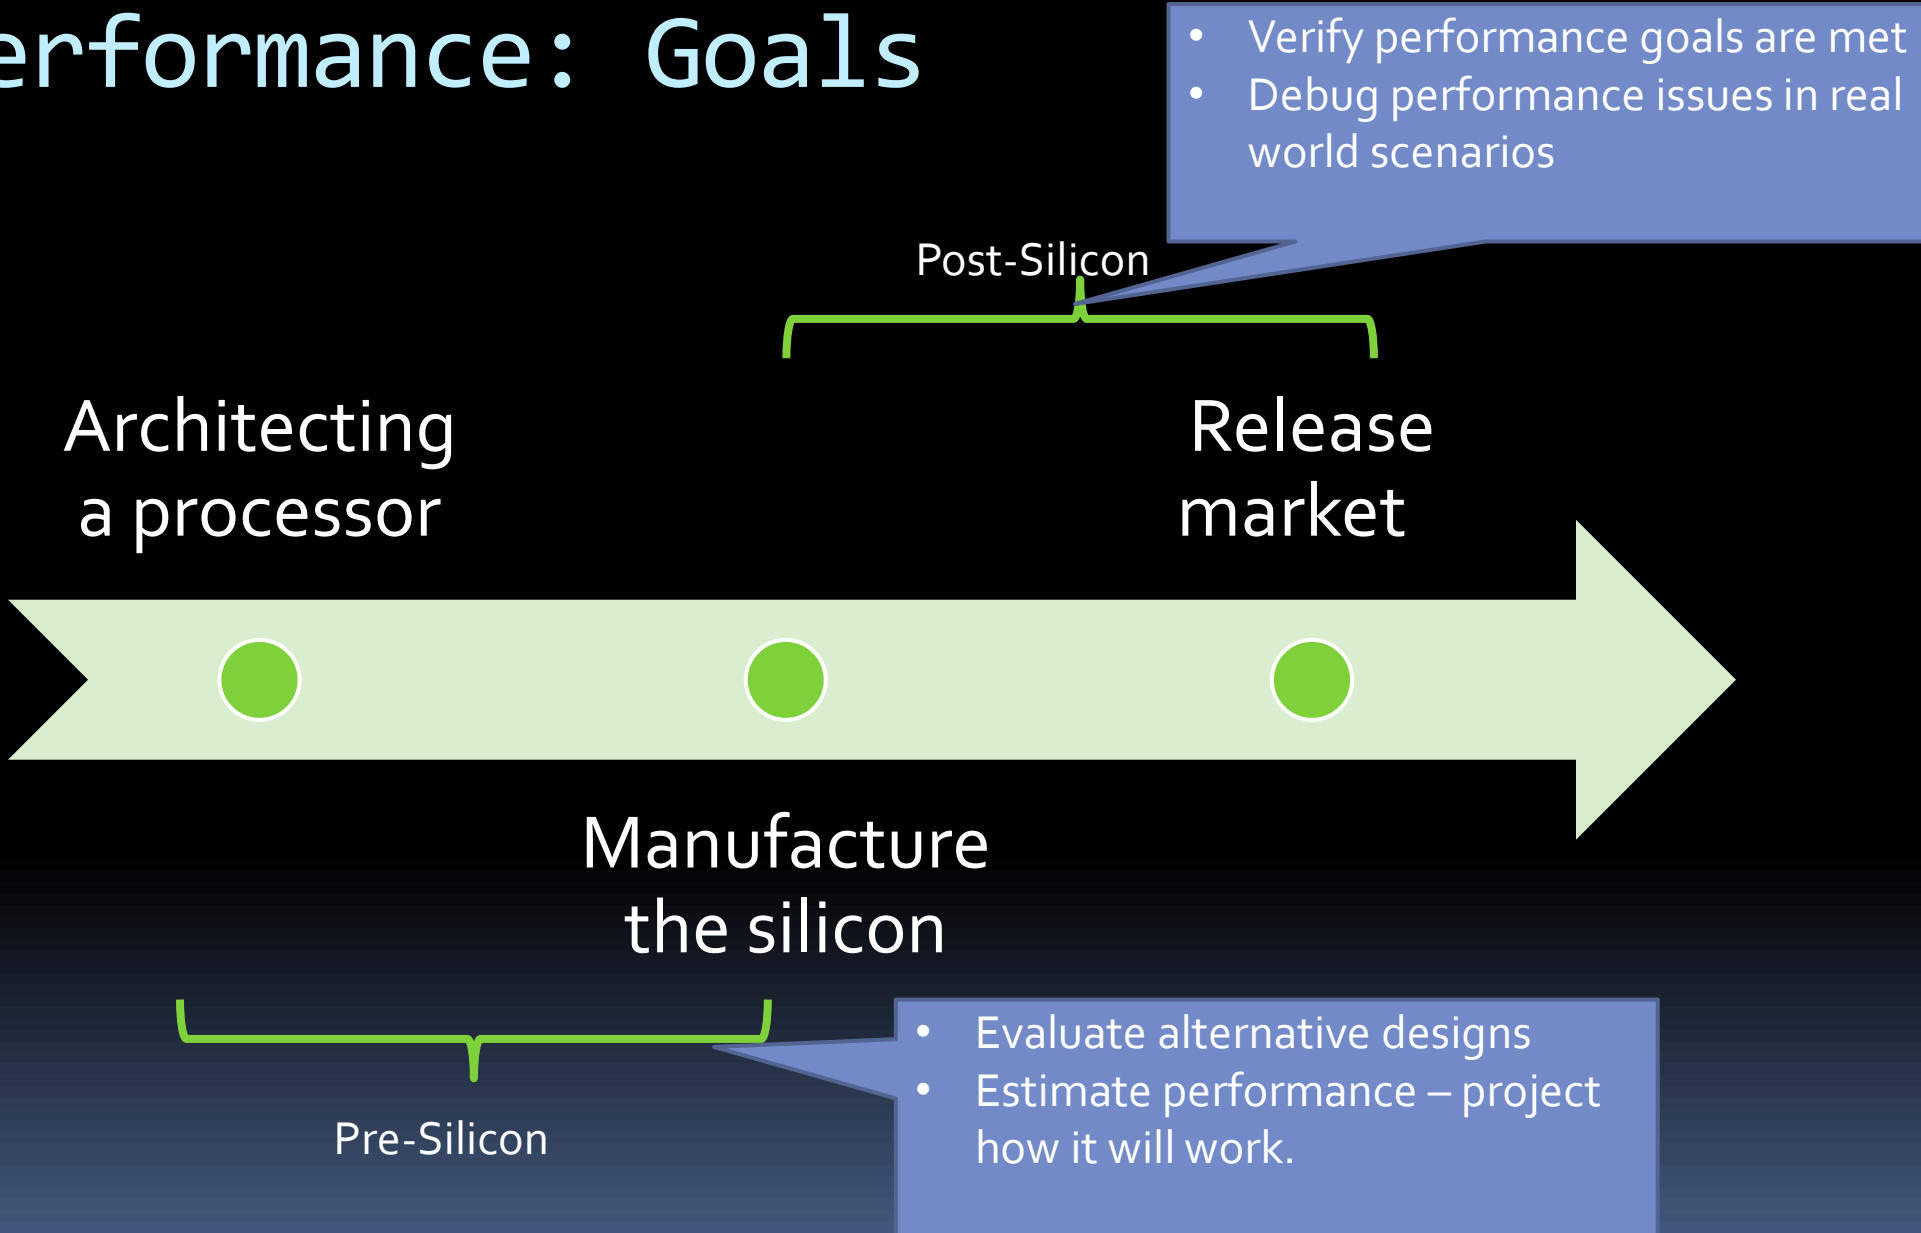 erformance: Goals
• Verify performance goals are met
• Debug performance issues in real
world scenarios
Post-Silicon
Architecting
a processor
Release
market
Manufacture
the silicon
• Evaluate alternative designs
• Estimate performance – project
how it will work.
Pre-Silicon